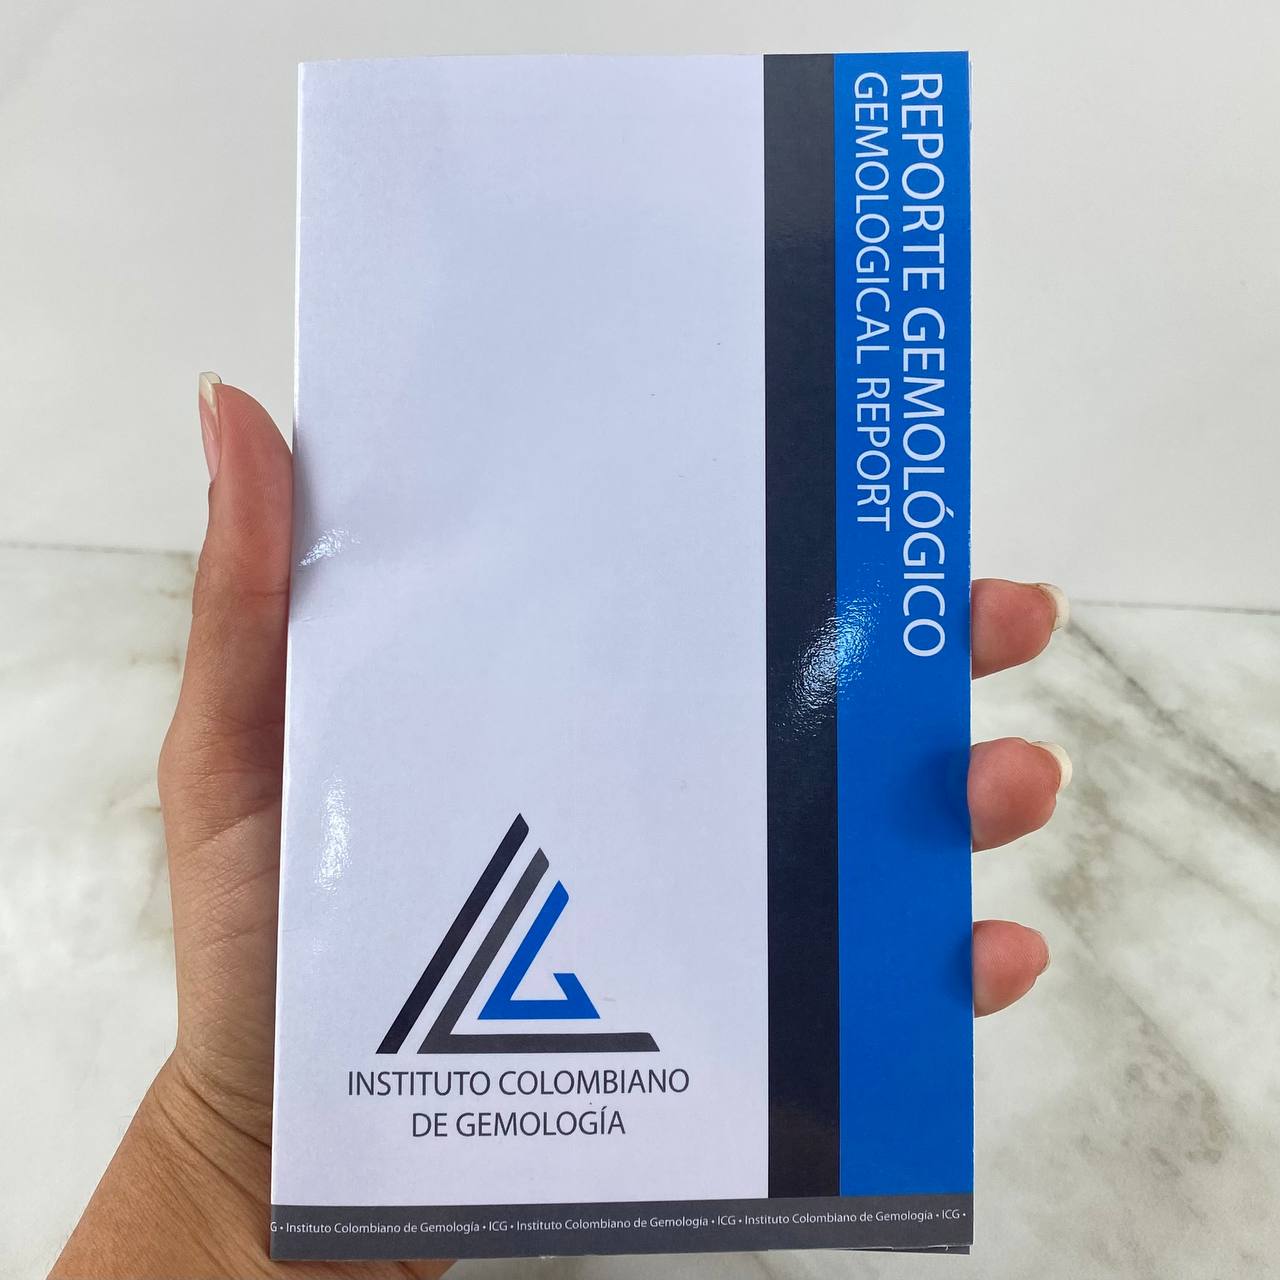 REPORTE GEMOLÓGICO
GEMOLOGICAL REPORT
INSTITUTO COLOMBIANO
DE GEMOLOGÍA
G • Instituto Colombiano de Gemología • ICG • Instituto Colombiano de Gemología • ICG • Instituto Colombiano de Gemología • ICG •